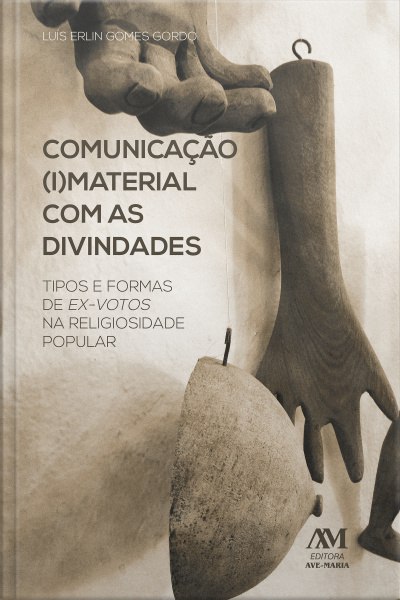 LUÍS ERLIN GOMES GORDO
COMUNICAÇÃO
(I)MATERIAL
COM AS
DIVINDADES
TIPOS E FORMAS
DE EX-VOTOS
NA RELIGIOSIDADE
POPULAR
AM
EDITORA
AVE-MARIA